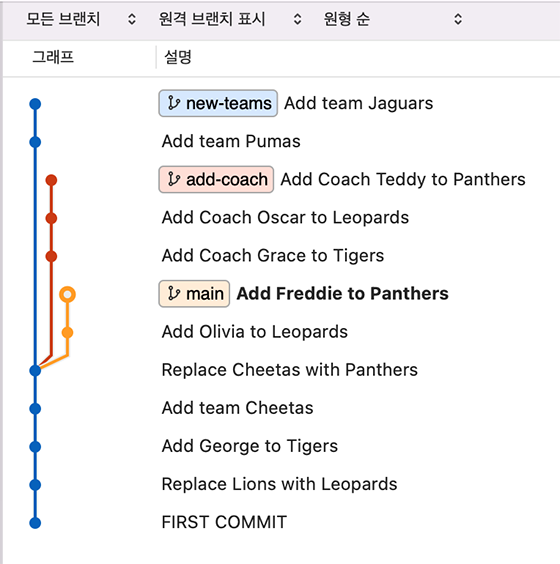 모든 브랜치 원격 브랜치 표시 원형 순
그래프 설명
new-teams Add team Jaguars
Add team Pumas
add-coach Add Coach Teddy to Panthers
Add Coach Oscar to Leopards
Add Coach Grace to Tigers
main Add Freddie to Panthers
Add Olivia to Leopards
Replace Cheetas with Panthers
Add team Cheetas
Add George to Tigers
Replace Lions with Leopards
FIRST COMMIT